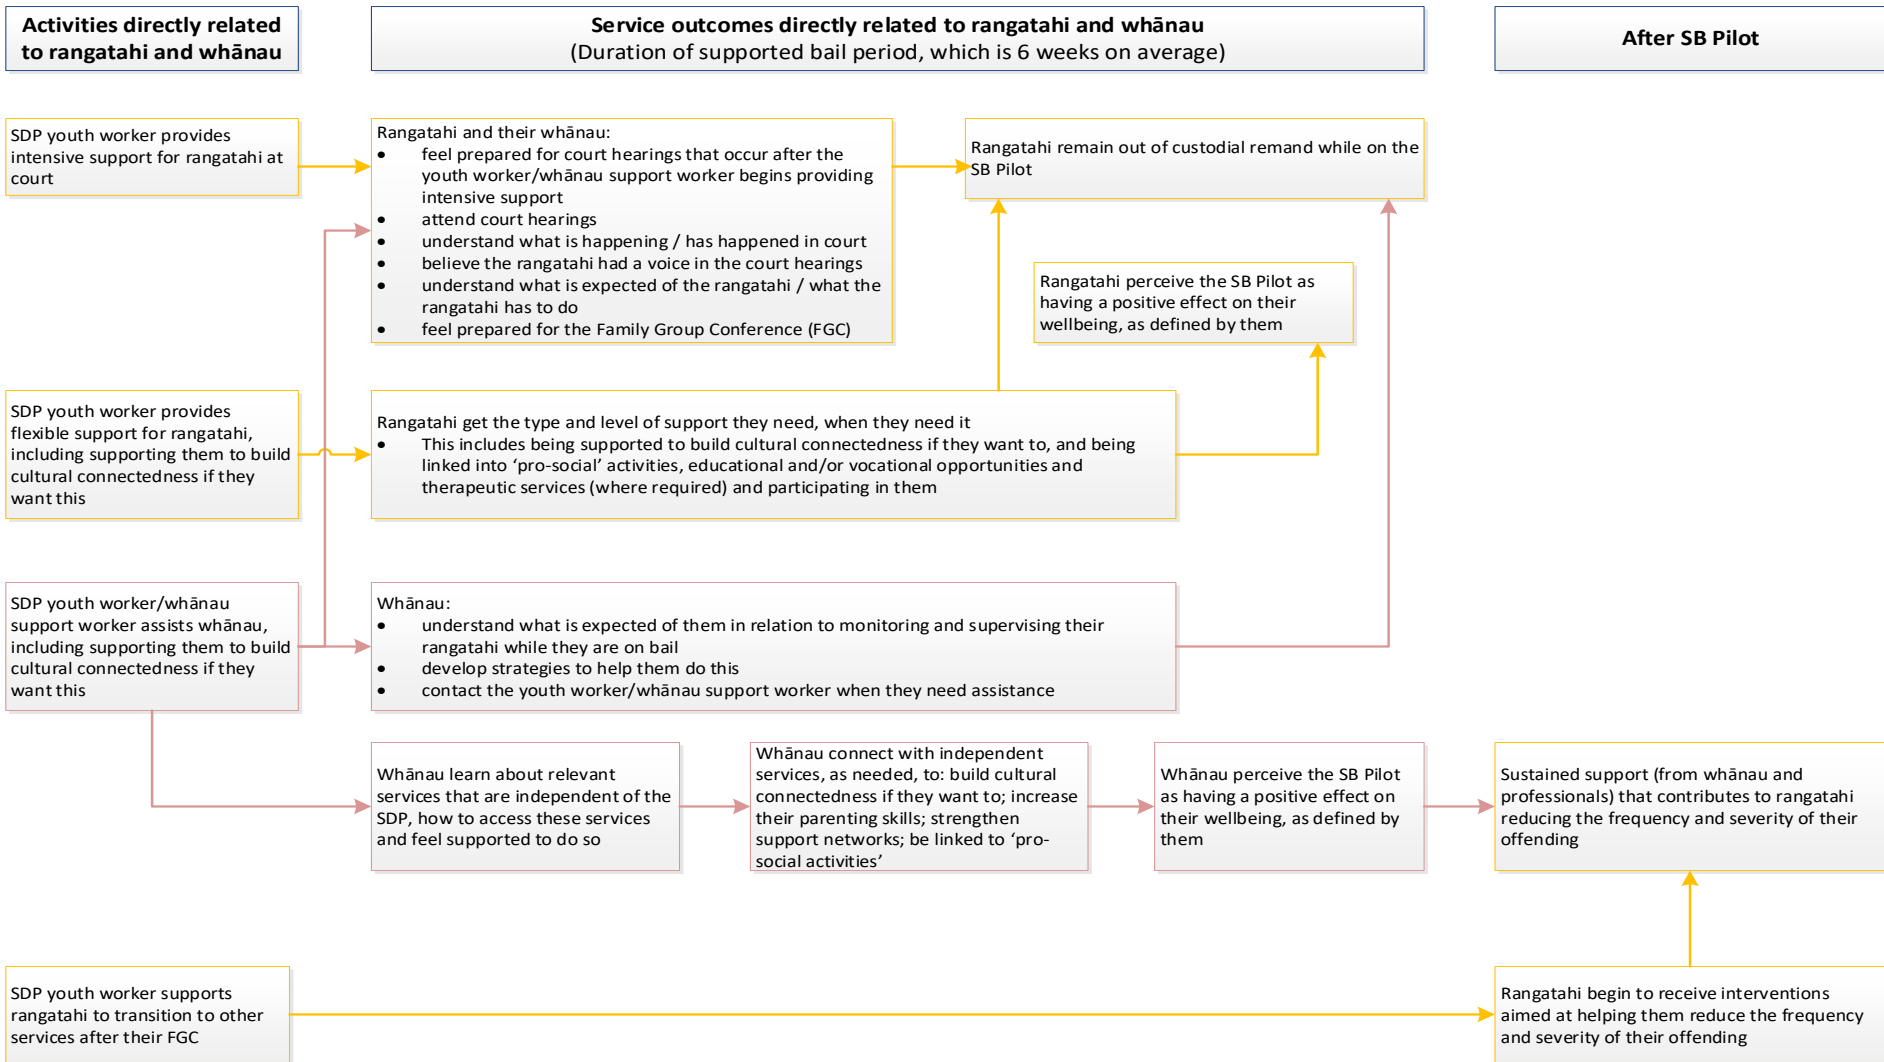 Activities directly related
to rangatahi and whānau
Service outcomes directly related to rangatahi and whānau
(Duration of supported bail period, which is 6 weeks on average)
After SB Pilot
SDP youth worker provides
intensive support for rangatahi at
court
Rangatahi and their whānau:
• feel prepared for court hearings that occur after the
youth worker/whānau support worker begins providing
intensive support
• attend court hearings
• understand what is happening / has happened in court
• believe the rangatahi had a voice in the court hearings
• understand what is expected of the rangatahi / what the
rangatahi has to do
• feel prepared for the Family Group Conference (FGC)
Rangatahi remain out of custodial remand while on the
SB Pilot
Rangatahi perceive the SB Pilot as
having a positive effect on their
wellbeing, as defined by them
SDP youth worker provides
flexible support for rangatahi,
including supporting them to build
cultural connectedness if they
want this
Rangatahi get the type and level of support they need, when they need it
• This includes being supported to build cultural connectedness if they want to, and being
linked into ‘pro-social’ activities, educational and/or vocational opportunities and
therapeutic services (where required) and participating in them
SDP youth worker/whānau
support worker assists whānau,
including supporting them to build
cultural connectedness if they
want this
Whānau:
• understand what is expected of them in relation to monitoring and supervising their
rangatahi while they are on bail
• develop strategies to help them do this
• contact the youth worker/whānau support worker when they need assistance
Whānau learn about relevant
services that are independent of the
SDP, how to access these services
and feel supported to do so
Whānau connect with independent
services, as needed, to: build cultural
connectedness if they want to; increase
their parenting skills; strengthen
support networks; be linked to ‘pro-
social activities’
Whānau perceive the SB Pilot
as having a positive effect on
their wellbeing, as defined by
them
Sustained support (from whānau and
professionals) that contributes to rangatahi
reducing the frequency and severity of their
offending
SDP youth worker supports
rangatahi to transition to other
services after their FGC
Rangatahi begin to receive interventions
aimed at helping them reduce the frequency
and severity of their offending